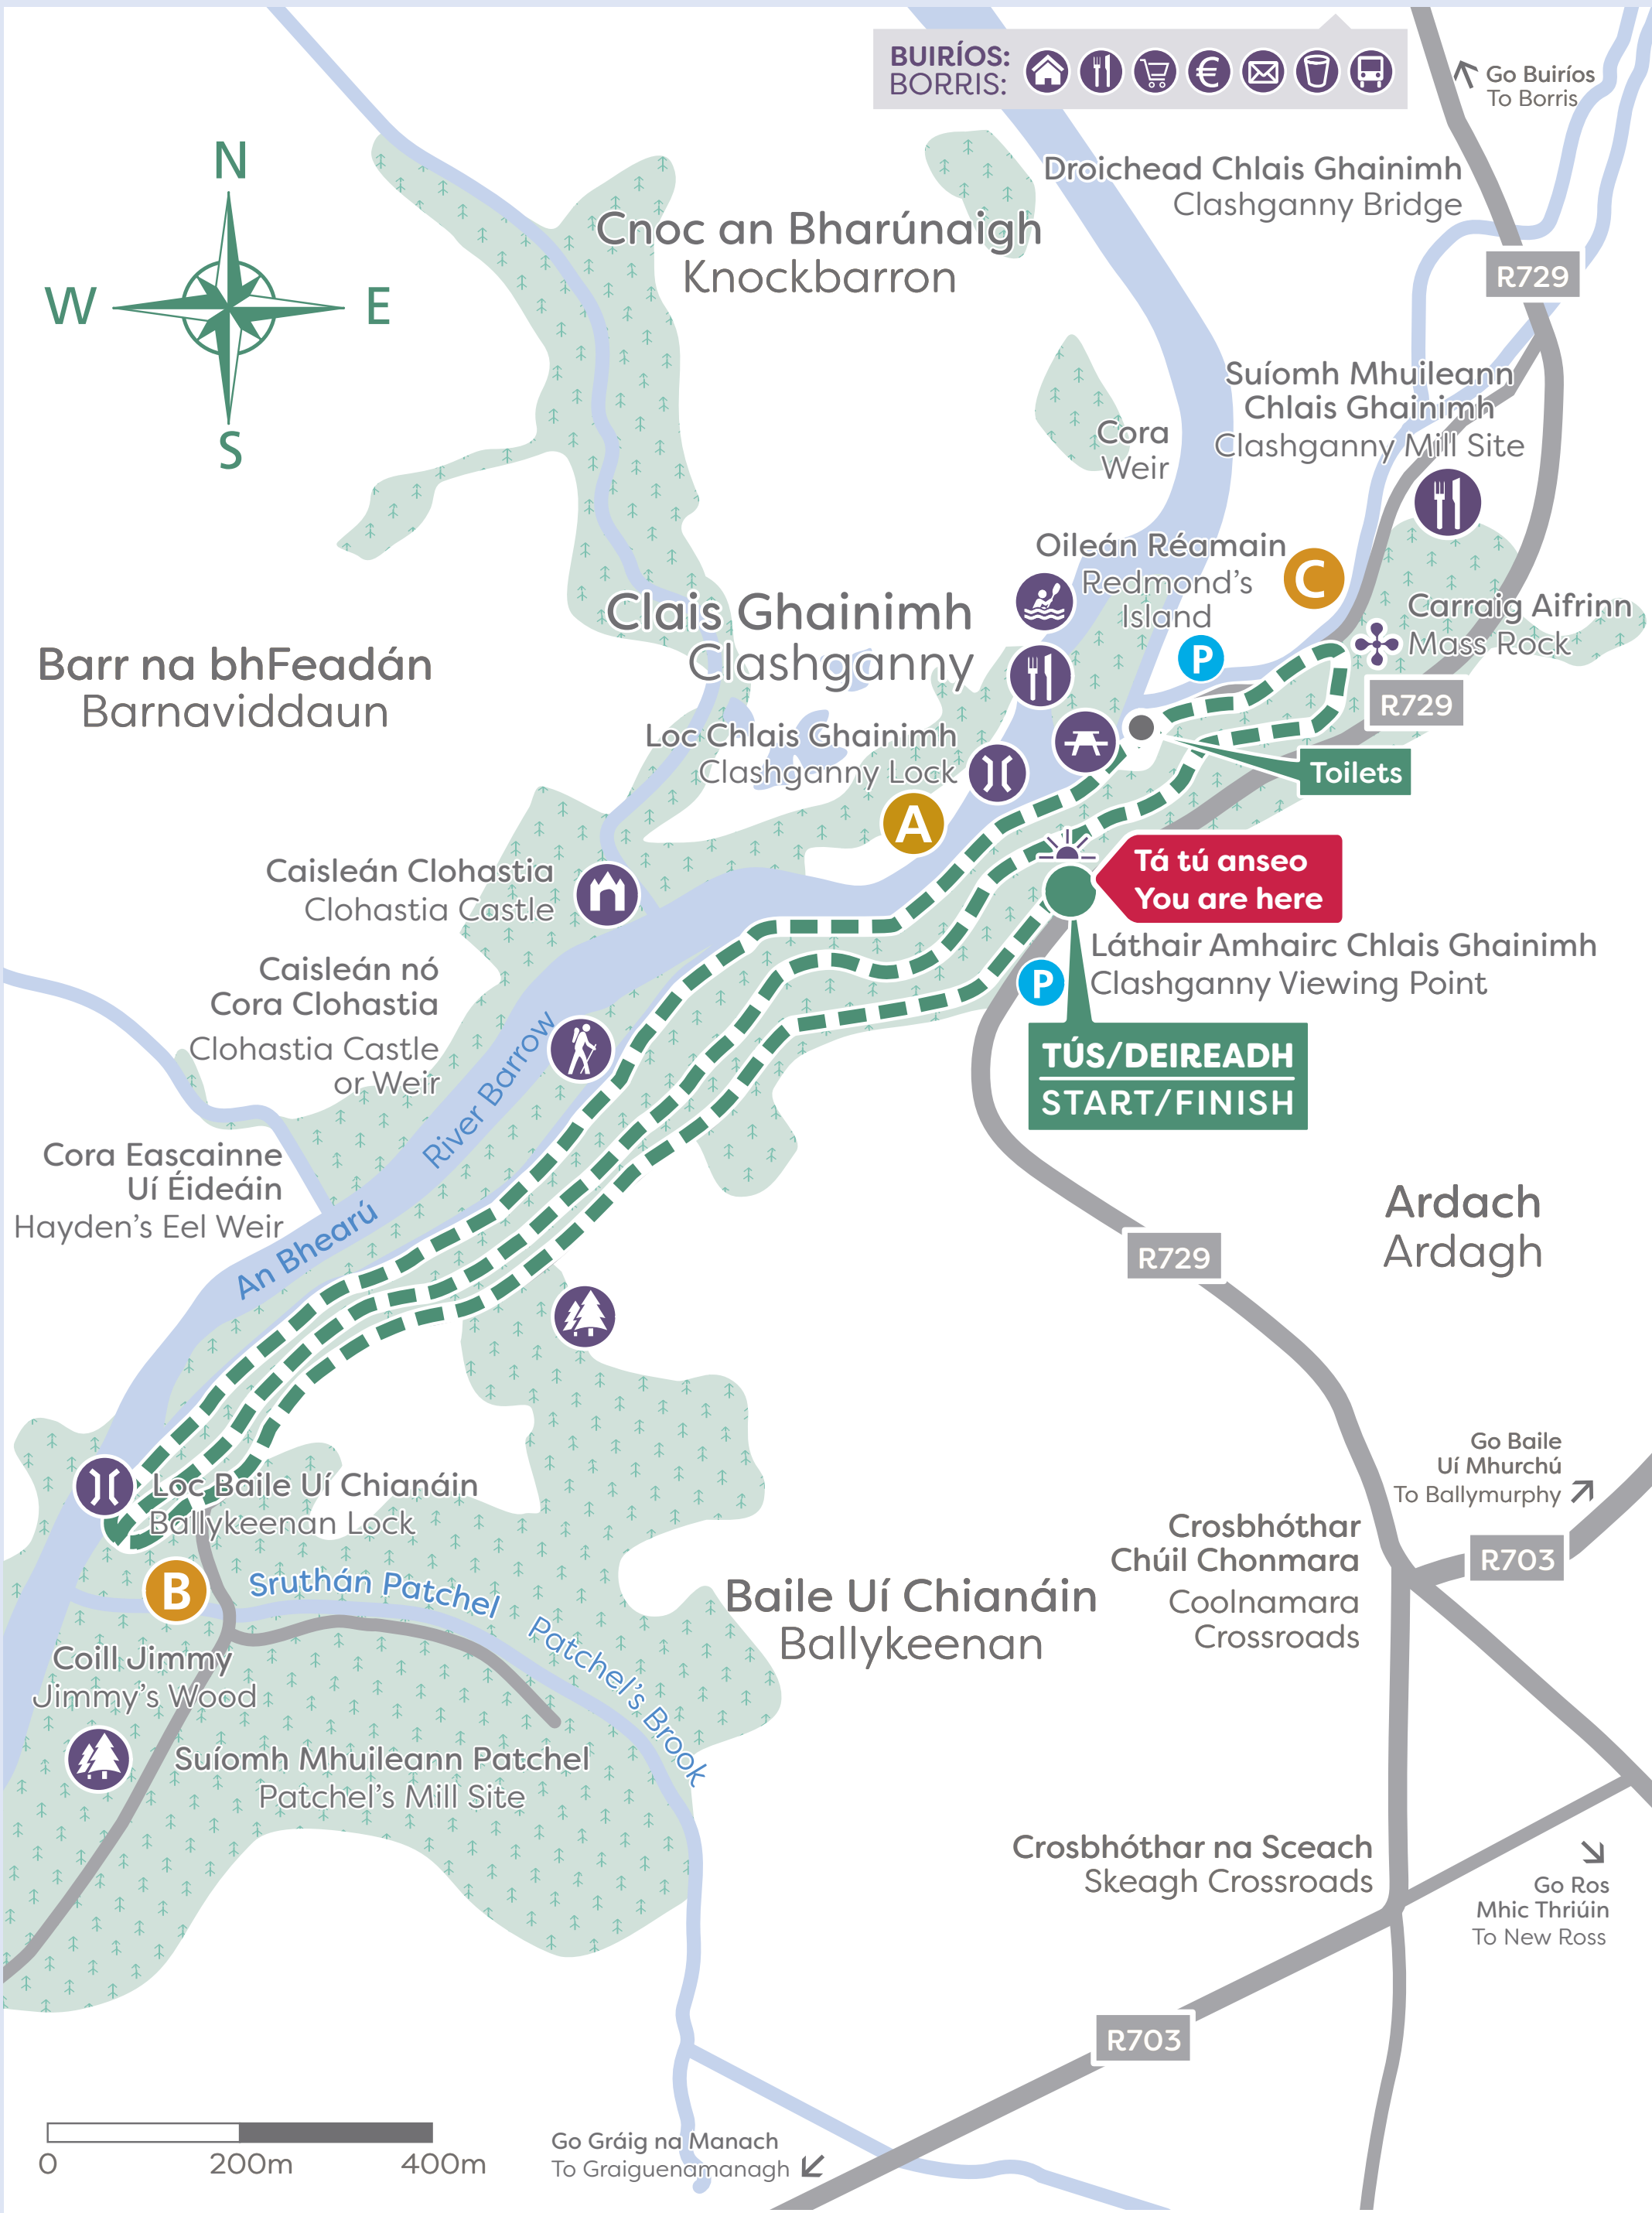 BUIRÍOS:
BORRIS:
Go Buiríos
To Borris
N
W
E
S
Droichead Chlais Ghainimh
Clashganny Bridge
Cnoc an Bharúnaigh
Knockbarron
R729
Suíomh Mhuileann
Chlais Ghainimh
Clashganny Mill Site
Cora
Weir
Oileán Réamain
Redmond's
Island
C
P
Carraig Aifrinn
Mass Rock
Clais Ghainimh
Clashganny
Barr na bhFeadán
Barnaviddaun
R729
Loc Chlais Ghainimh
Clashganny Lock
Toilets
A
Tá tú anseo
You are here
Caisleán Clohastia
Clohastia Castle
Láthair Amhairc Chlais Ghainimh
Clashganny Viewing Point
P
Caisleán nó
Cora Clohastia
Clohastia Castle
or Weir
TÚS/DEIREADH
START/FINISH
River Barrow
An Bhearú
Cora Eascainne
Uí Éideáin
Hayden's Eel Weir
Ardach
Ardagh
R729
Go Baile
Uí Mhurchú
To Ballymurphy
Loc Baile Uí Chianáin
Ballykeenan Lock
Crosbhóthar
Chúil Chonmara
Coolnamara
Crossroads
R703
B
Sruthán Patchel
Patchel's Brook
Baile Uí Chianáin
Ballykeenan
Coill Jimmy
Jimmy's Wood
Suíomh Mhuileann Patchel
Patchel's Mill Site
Crosbhóthar na Sceach
Skeagh Crossroads
Go Ros
Mhic Thriúin
To New Ross
R703
Go Gráig na Manach
To Graiguenamanagh
0
200m
400m